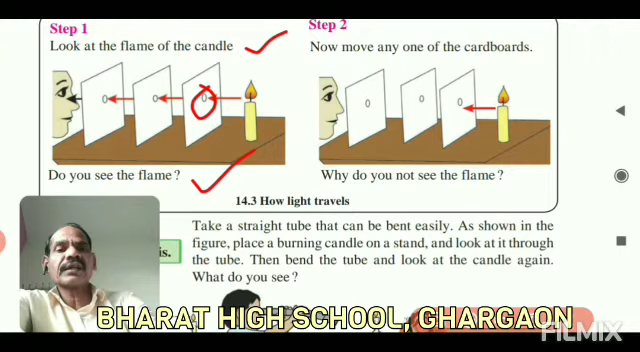 Step 1
Look at the flame of the candle
Do you see the flame?
Step 2
Now move any one of the cardboards.
Why do you not see the flame?
14.3 How light travels
is.
Take a straight tube that can be bent easily. As shown in the
figure, place a burning candle on a stand, and look at it through
the tube. Then bend the tube and look at the candle again.
What do you see?
BHARAT HIGH SCHOOL, GHARGAON
FILMIX